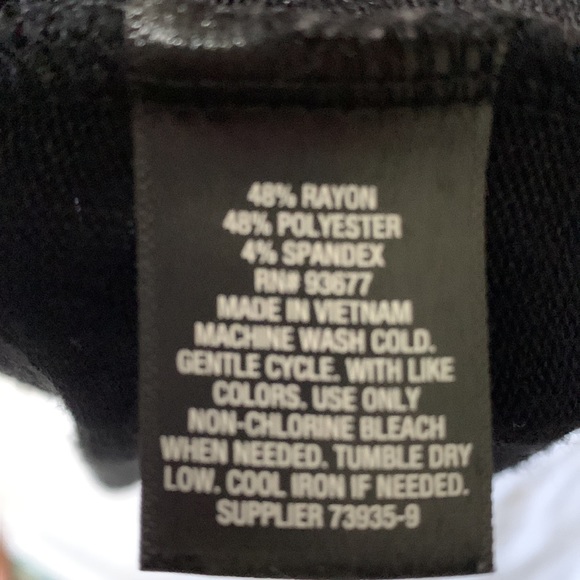 48% RAYON
48% POLYESTER
4% SPANDEX
RN# 93677
MADE IN VIETNAM
MACHINE WASH COLD.
GENTLE CYCLE. WITH LIKE
COLORS. USE ONLY
NON-CHLORINE BLEACH
WHEN NEEDED. TUMBLE DRY
LOW. COOL IRON IF NEEDED.
SUPPLIER 73935-9